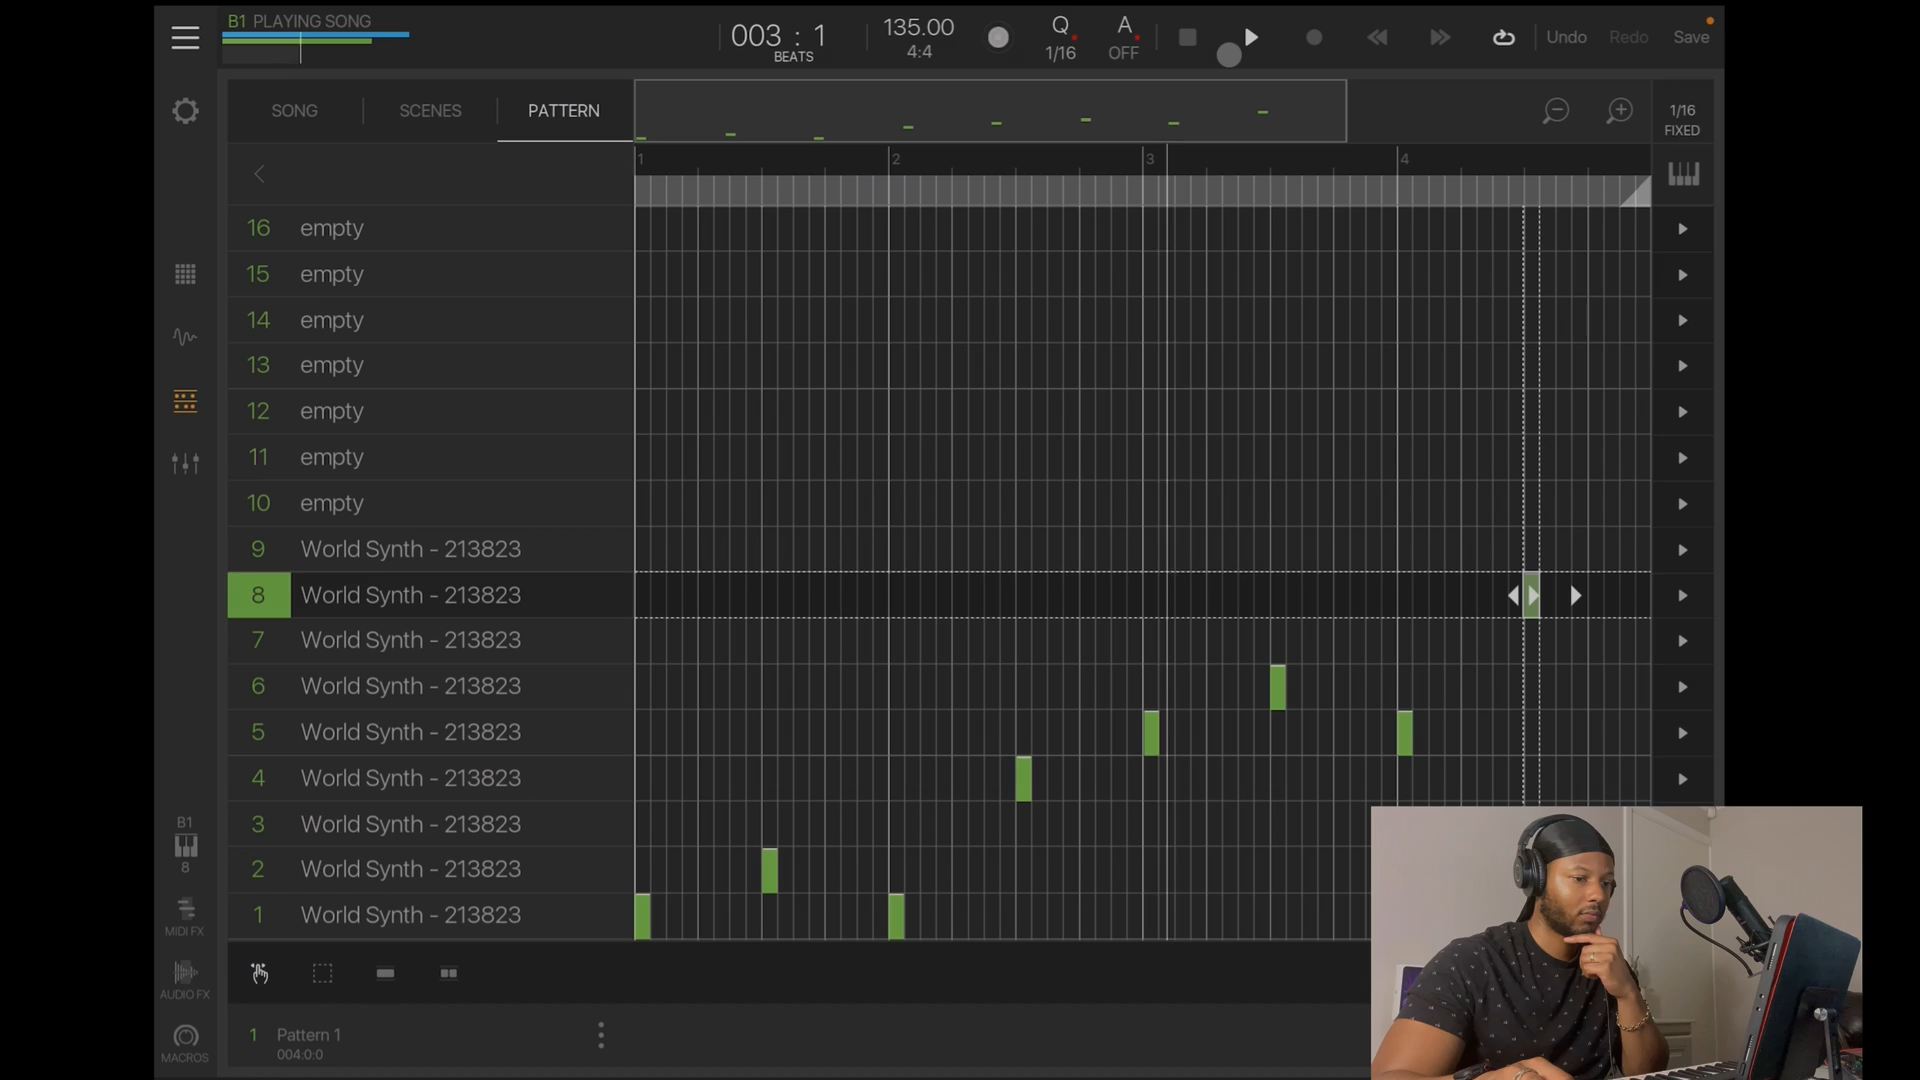 B1 PLAYING SONG
003 : 1
BEATS
135.00
4:4
Q
1/16
A
OFF
Undo
Redo
Save
SONG
SCENES
PATTERN
1/16
FIXED
1
2
3
4
16 empty
15 empty
14 empty
13 empty
12 empty
11 empty
10 empty
9 World Synth - 213823
8 World Synth - 213823
7 World Synth - 213823
6 World Synth - 213823
5 World Synth - 213823
4 World Synth - 213823
3 World Synth - 213823
2 World Synth - 213823
1 World Synth - 213823
B1
8
MIDI FX
AUDIO FX
MACROS
1 Pattern 1
004:0:0